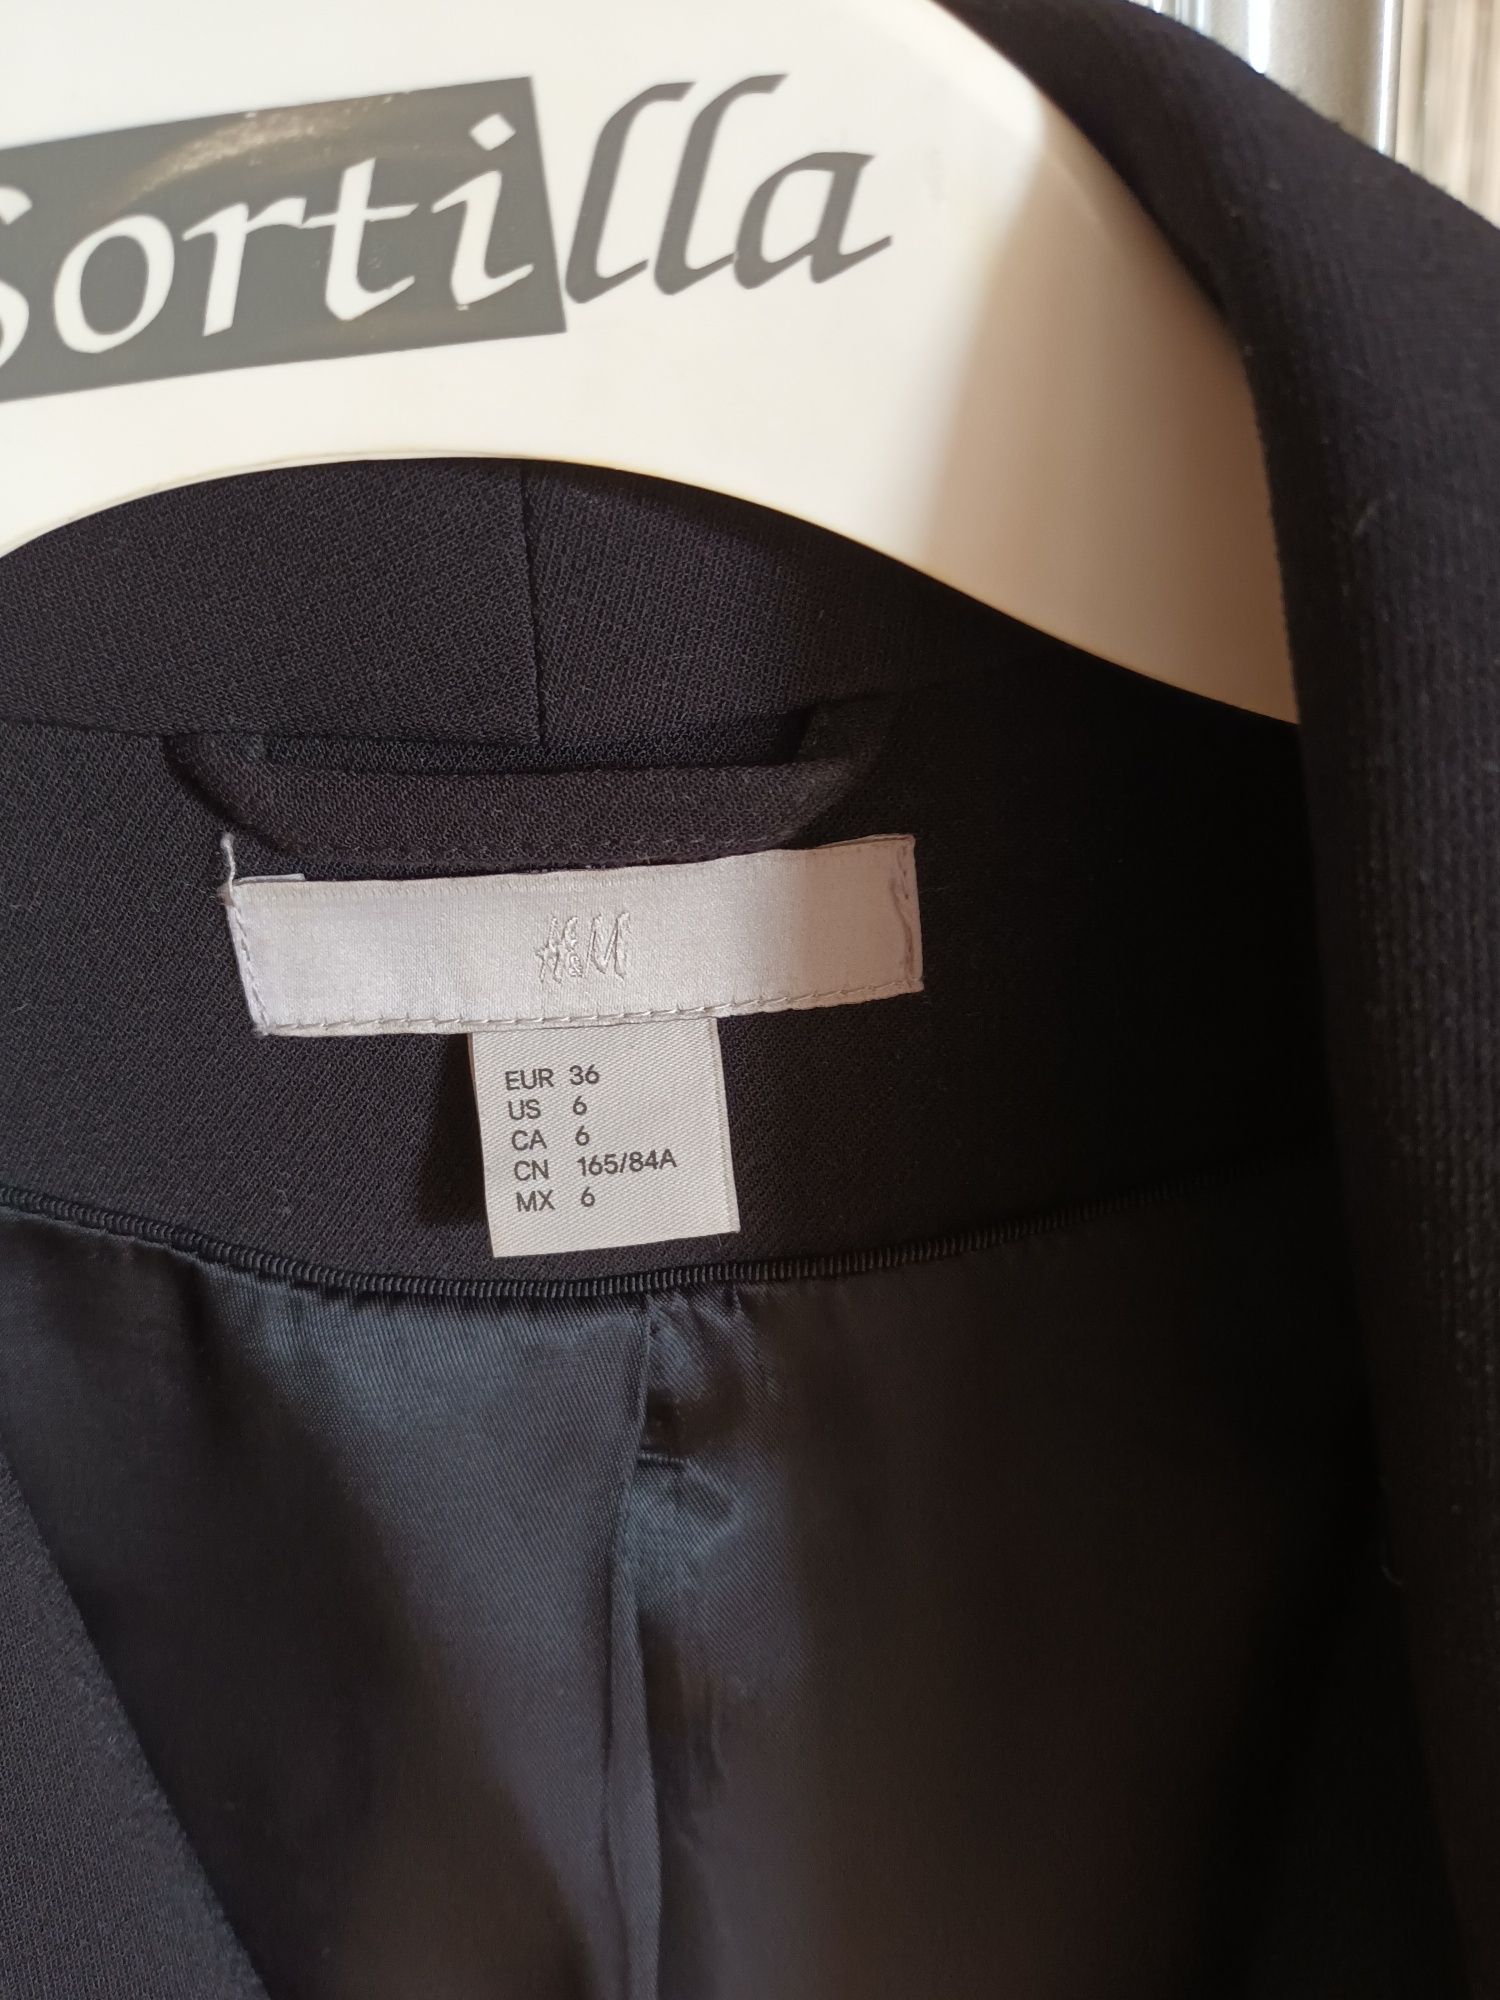 Sortilla
H&M
EUR 36
US 6
CA 6
CN 165/84A
MX 6